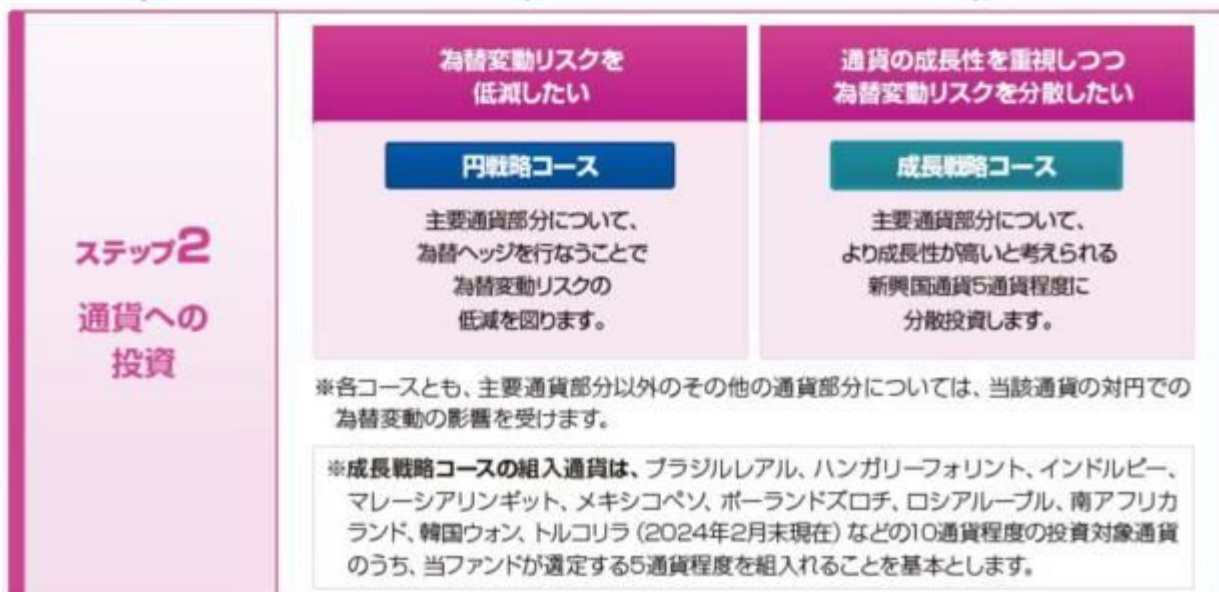 ステップ2
通貨への
投資
為替変動リスクを
低減したい
円戦略コース
主要通貨部分について、
為替ヘッジを行なうことで
為替変動リスクの
低減を図ります。
通貨の成長性を重視しつつ
為替変動リスクを分散したい
成長戦略コース
主要通貨部分について、
より成長性が高いと考えられる
新興国通貨5通貨程度に
分散投資します。
※各コースとも、主要通貨部分以外のその他の通貨部分については、当該通貨の対円での
為替変動の影響を受けます。
※成長戦略コースの組入通貨は、ブラジルレアル、ハンガリーフォリント、インドルピー、
マレーシアリンギット、メキシコペソ、ポーランドズロチ、ロシアルーブル、南アフリカ
ランド、韓国ウォン、トルコリラ（2024年2月末現在）などの10通貨程度の投資対象通貨
のうち、当ファンドが選定する5通貨程度を組入れることを基本とします。